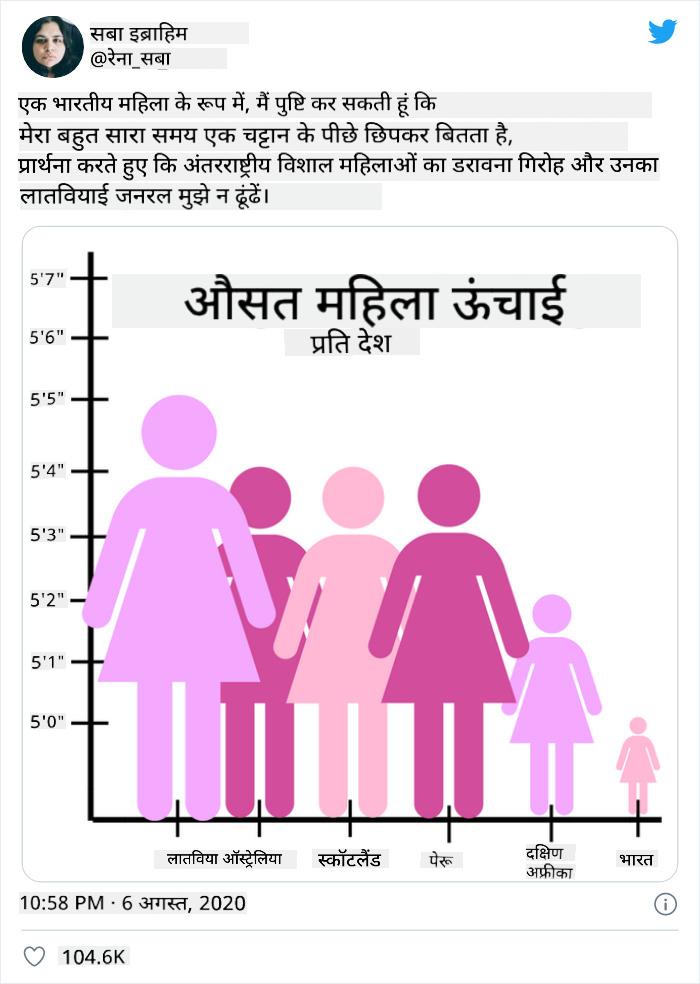 सबा इब्राहिम
@रेना_सबा
एक भारतीय महिला के रूप में, मैं पुष्टि कर सकती हूं कि
मेरा बहुत सारा समय एक चट्टान के पीछे छिपकर बितता है,
प्रार्थना करते हुए कि अंतरराष्ट्रीय विशाल महिलाओं का डरावना गिरोह और उनका
लातवियाई जनरल मुझे न ढूंढें।
औसत महिला ऊंचाई
प्रति देश
5'7"
5'6"
5'5"
5'4"
5'3"
5'2"
5'1"
5'0"
लातविया ऑस्ट्रेलिया स्कॉटलैंड पेरू दक्षिण भारत
अफ्रीका
10:58 PM · 6 अगस्त, 2020
104.6K